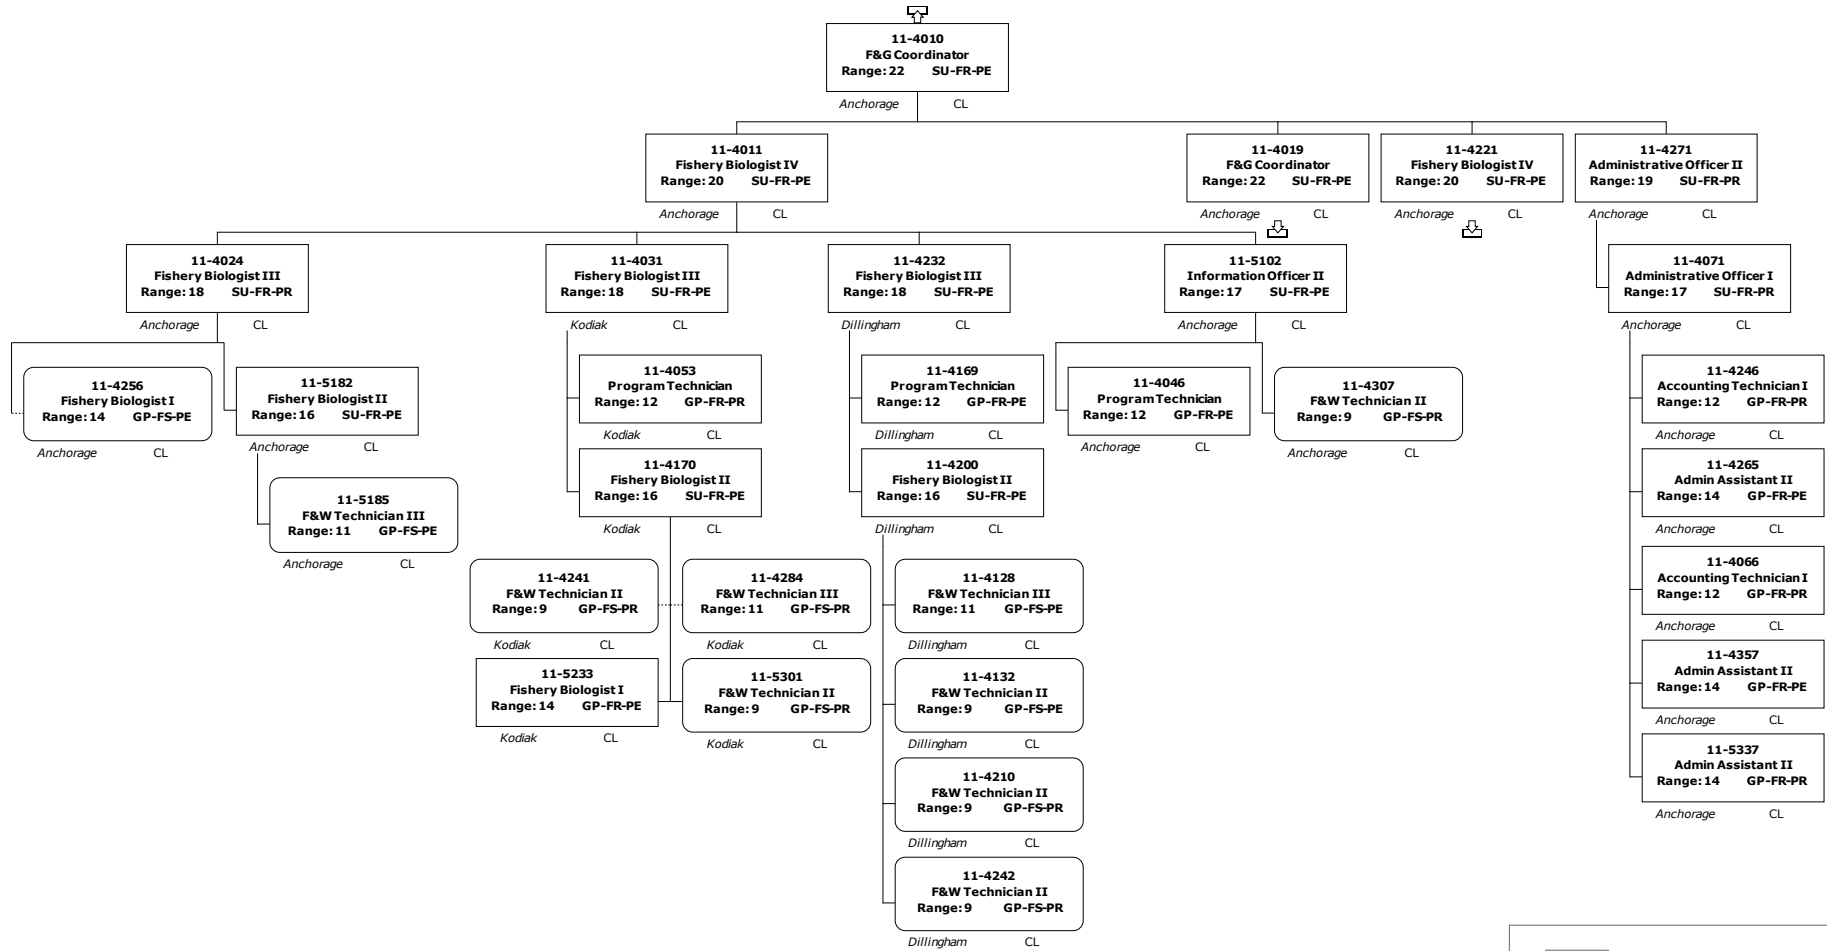 11-4010
F&G Coordinator
Range: 22 SU-FR-PE
Anchorage CL
11-4011
Fishery Biologist IV
Range: 20 SU-FR-PE
Anchorage CL
11-4019
F&G Coordinator
Range: 22 SU-FR-PE
Anchorage CL
11-4221
Fishery Biologist IV
Range: 20 SU-FR-PE
Anchorage CL
11-4271
Administrative Officer II
Range: 19 SU-FR-PR
Anchorage CL
11-4024
Fishery Biologist III
Range: 18 SU-FR-PR
Anchorage CL
11-4031
Fishery Biologist III
Range: 18 SU-FR-PE
Kodiak CL
11-4232
Fishery Biologist III
Range: 18 SU-FR-PE
Dillingham CL
11-5102
Information Officer II
Range: 17 SU-FR-PE
Anchorage CL
11-4071
Administrative Officer I
Range: 17 SU-FR-PR
Anchorage CL
11-4256
Fishery Biologist I
Range: 14 GP-FS-PE
Anchorage CL
11-5182
Fishery Biologist II
Range: 16 SU-FR-PE
Anchorage CL
11-5185
F&W Technician III
Range: 11 GP-FS-PE
Anchorage CL
11-4053
Program Technician
Range: 12 GP-FR-PR
Kodiak CL
11-4170
Fishery Biologist II
Range: 16 SU-FR-PE
Kodiak CL
11-4241
F&W Technician II
Range: 9 GP-FS-PR
Kodiak CL
11-4284
F&W Technician III
Range: 11 GP-FS-PR
Kodiak CL
11-5233
Fishery Biologist I
Range: 14 GP-FR-PE
Kodiak CL
11-5301
F&W Technician II
Range: 9 GP-FS-PR
Kodiak CL
11-4169
Program Technician
Range: 12 GP-FR-PE
Dillingham CL
11-4200
Fishery Biologist II
Range: 16 SU-FR-PE
Dillingham CL
11-4128
F&W Technician III
Range: 11 GP-FS-PE
Dillingham CL
11-4132
F&W Technician II
Range: 9 GP-FS-PE
Dillingham CL
11-4210
F&W Technician II
Range: 9 GP-FS-PR
Dillingham CL
11-4242
F&W Technician II
Range: 9 GP-FS-PR
Dillingham CL
11-4046
Program Technician
Range: 12 GP-FR-PE
Anchorage CL
11-4307
F&W Technician II
Range: 9 GP-FS-PR
Anchorage CL
11-4246
Accounting Technician I
Range: 12 GP-FR-PR
Anchorage CL
11-4265
Admin Assistant II
Range: 14 GP-FR-PE
Anchorage CL
11-4066
Accounting Technician I
Range: 12 GP-FR-PR
Anchorage CL
11-4357
Admin Assistant II
Range: 14 GP-FR-PE
Anchorage CL
11-5337
Admin Assistant II
Range: 14 GP-FR-PR
Anchorage CL